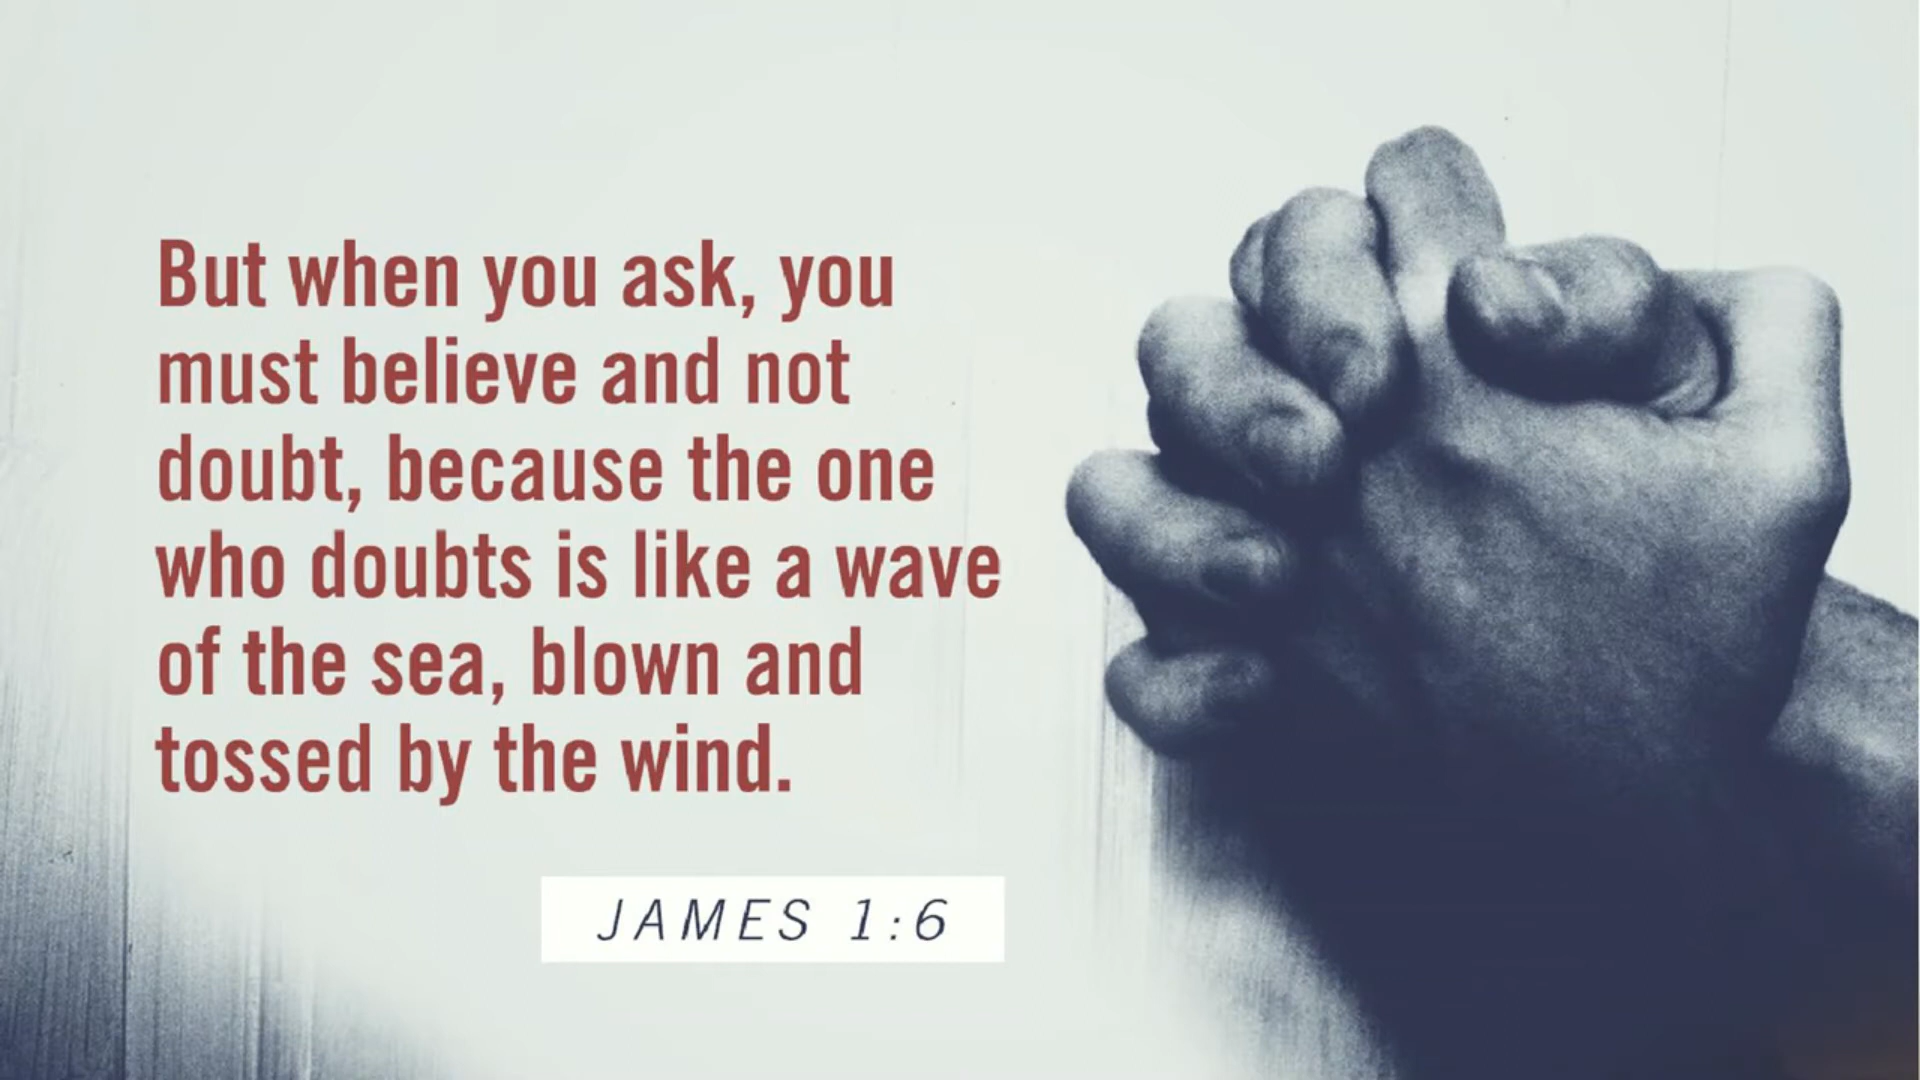 But when you ask, you
must believe and not
doubt, because the one
who doubts is like a wave
of the sea, blown and
tossed by the wind.
JAMES 1:6